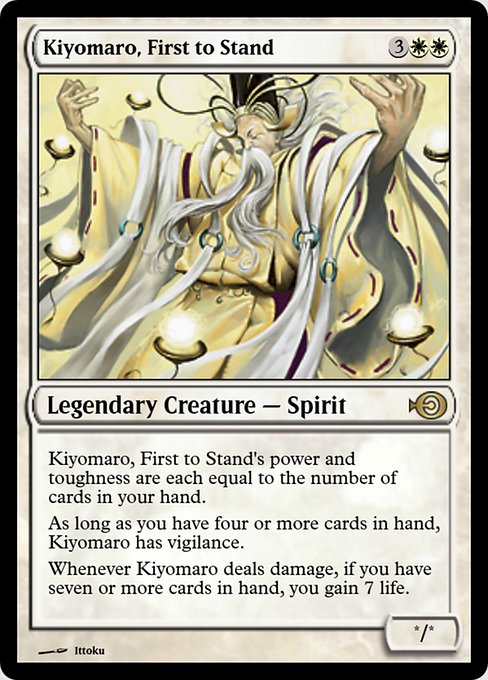 Kiyomaro, First to Stand 3
Legendary Creature — Spirit
Kiyomaro, First to Stand's power and
toughness are each equal to the number of
cards in your hand.
As long as you have four or more cards in hand,
Kiyomaro has vigilance.
Whenever Kiyomaro deals damage, if you have
seven or more cards in hand, you gain 7 life.
*/*
Ittoku